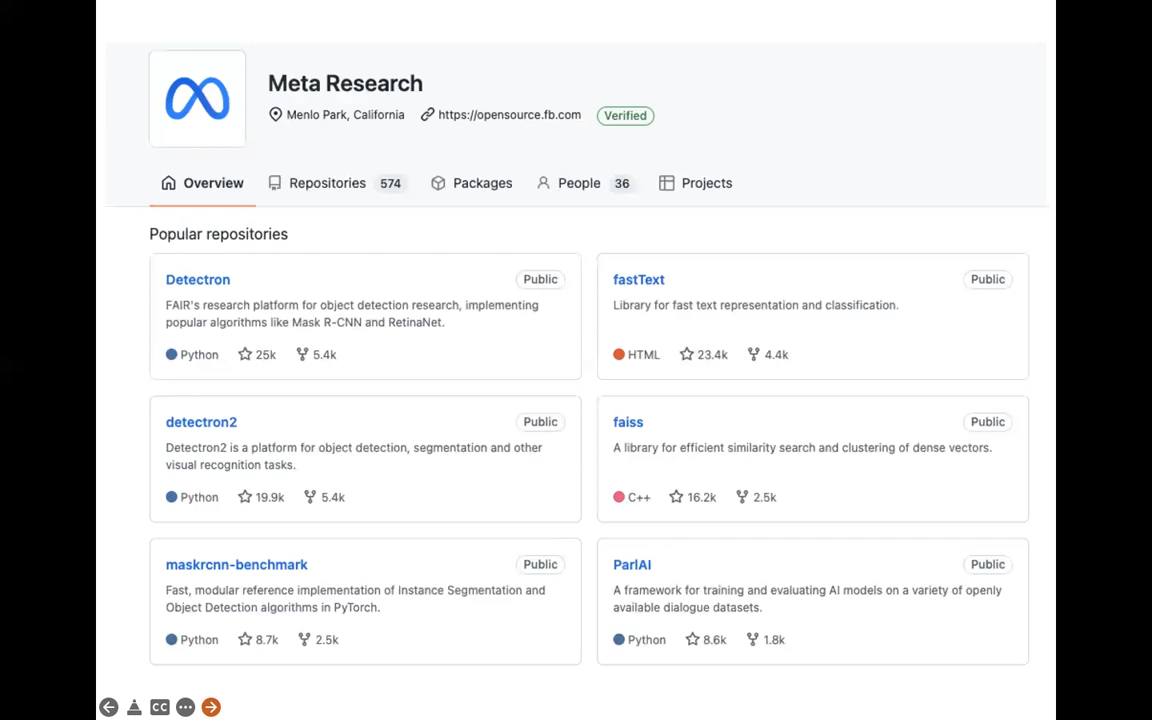 Meta Research
Menlo Park, California https://opensource.fb.com Verified
Overview Repositories 574 Packages People 36 Projects
Popular repositories
Detectron Public
FAIR's research platform for object detection research, implementing
popular algorithms like Mask R-CNN and RetinaNet.
Python 25k 5.4k
fastText Public
Library for fast text representation and classification.
HTML 23.4k 4.4k
detectron2 Public
Detectron2 is a platform for object detection, segmentation and other
visual recognition tasks.
Python 19.9k 5.4k
faiss Public
A library for efficient similarity search and clustering of dense vectors.
C++ 16.2k 2.5k
maskrcnn-benchmark Public
Fast, modular reference implementation of Instance Segmentation and
Object Detection algorithms in PyTorch.
Python 8.7k 2.5k
ParlAI Public
A framework for training and evaluating AI models on a variety of openly
available dialogue datasets.
Python 8.6k 1.8k
CC